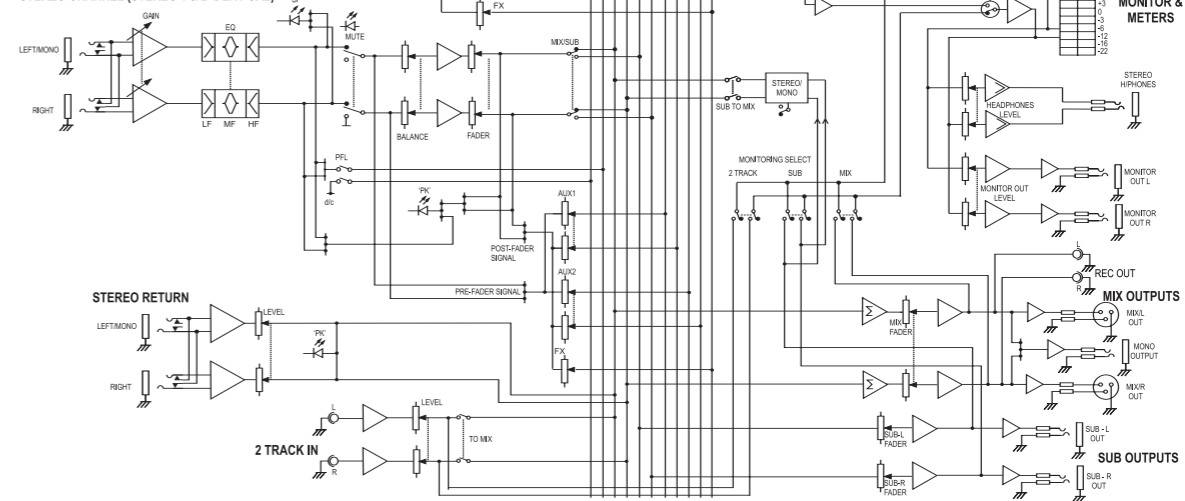 FX
MONITOR &
METERS
+3
0
-3
-6
-12
-16
-22
GAIN
EQ
MUTE
MIX/SUB
LEFT/MONO
RIGHT
LF MF HF
BALANCE
FADER
STEREO/
MONO
SUB TO MIX
STEREO
H/PHONES
HEADPHONES
LEVEL
PFL
d/c
'PK'
AUX1
POST-FADER
SIGNAL
AUX2
PRE-FADER SIGNAL
FX
MONITORING SELECT
2 TRACK SUB MIX
MONITOR
OUT L
MONITOR OUT
LEVEL
MONITOR
OUT R
L
REC OUT
R
MIX OUTPUTS
STEREO RETURN
LEFT/MONO
LEVEL
'PK'
RIGHT
Σ
MIX
FADER
MIX/L
OUT
MONO
OUTPUT
Σ
MIX/R
OUT
2 TRACK IN
L
R
LEVEL
TO MIX
SUB-L
FADER
SUB - L
OUT
SUB OUTPUTS
SUB-R
FADER
SUB - R
OUT